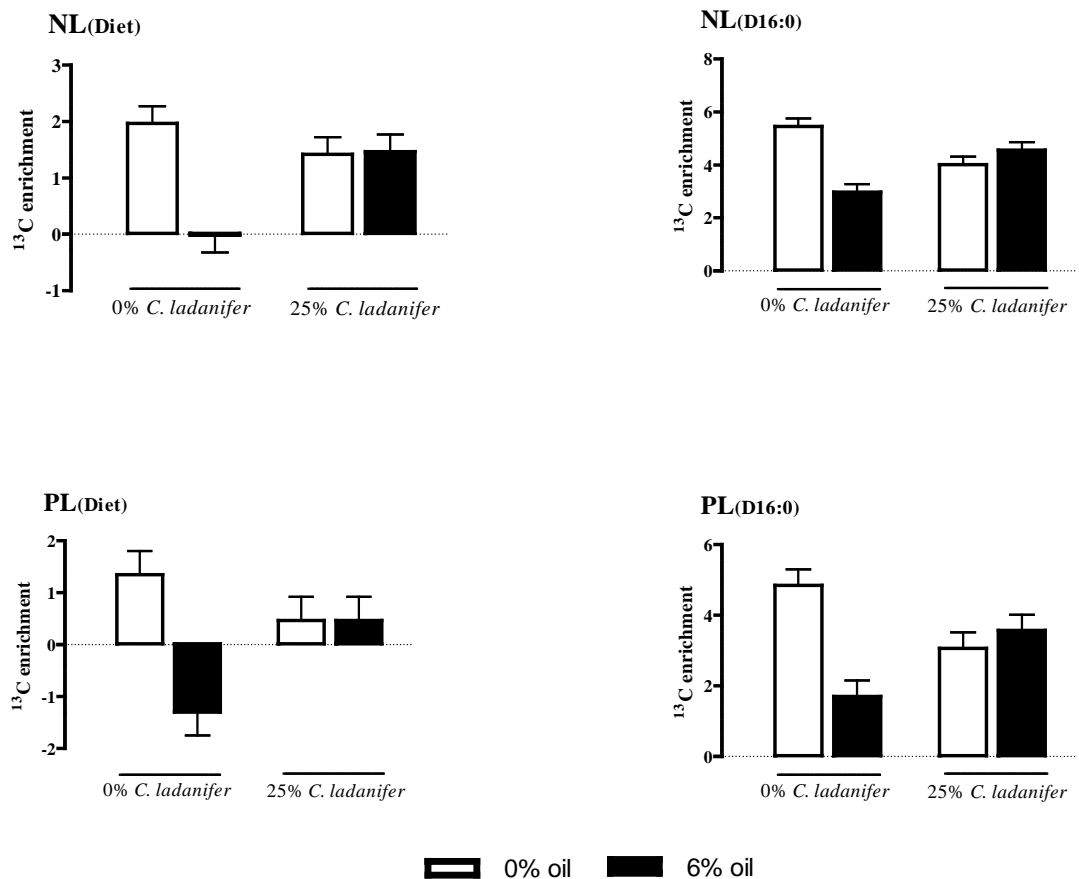 NL(Diet)
3
2
1
0
-1
13C enrichment
0% C. ladanifer
25% C. ladanifer
NL(D16:0)
8
6
4
2
0
13C enrichment
0% C. ladanifer
25% C. ladanifer
PL(Diet)
2
1
0
-1
-2
13C enrichment
0% C. ladanifer
25% C. ladanifer
PL(D16:0)
6
4
2
0
13C enrichment
0% C. ladanifer
25% C. ladanifer
0% oil
6% oil